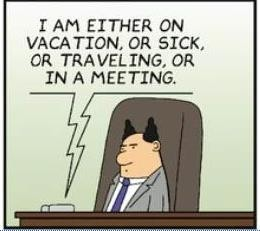 I AM EITHER ON
VACATION, OR SICK,
OR TRAVELING, OR
IN A MEETING.